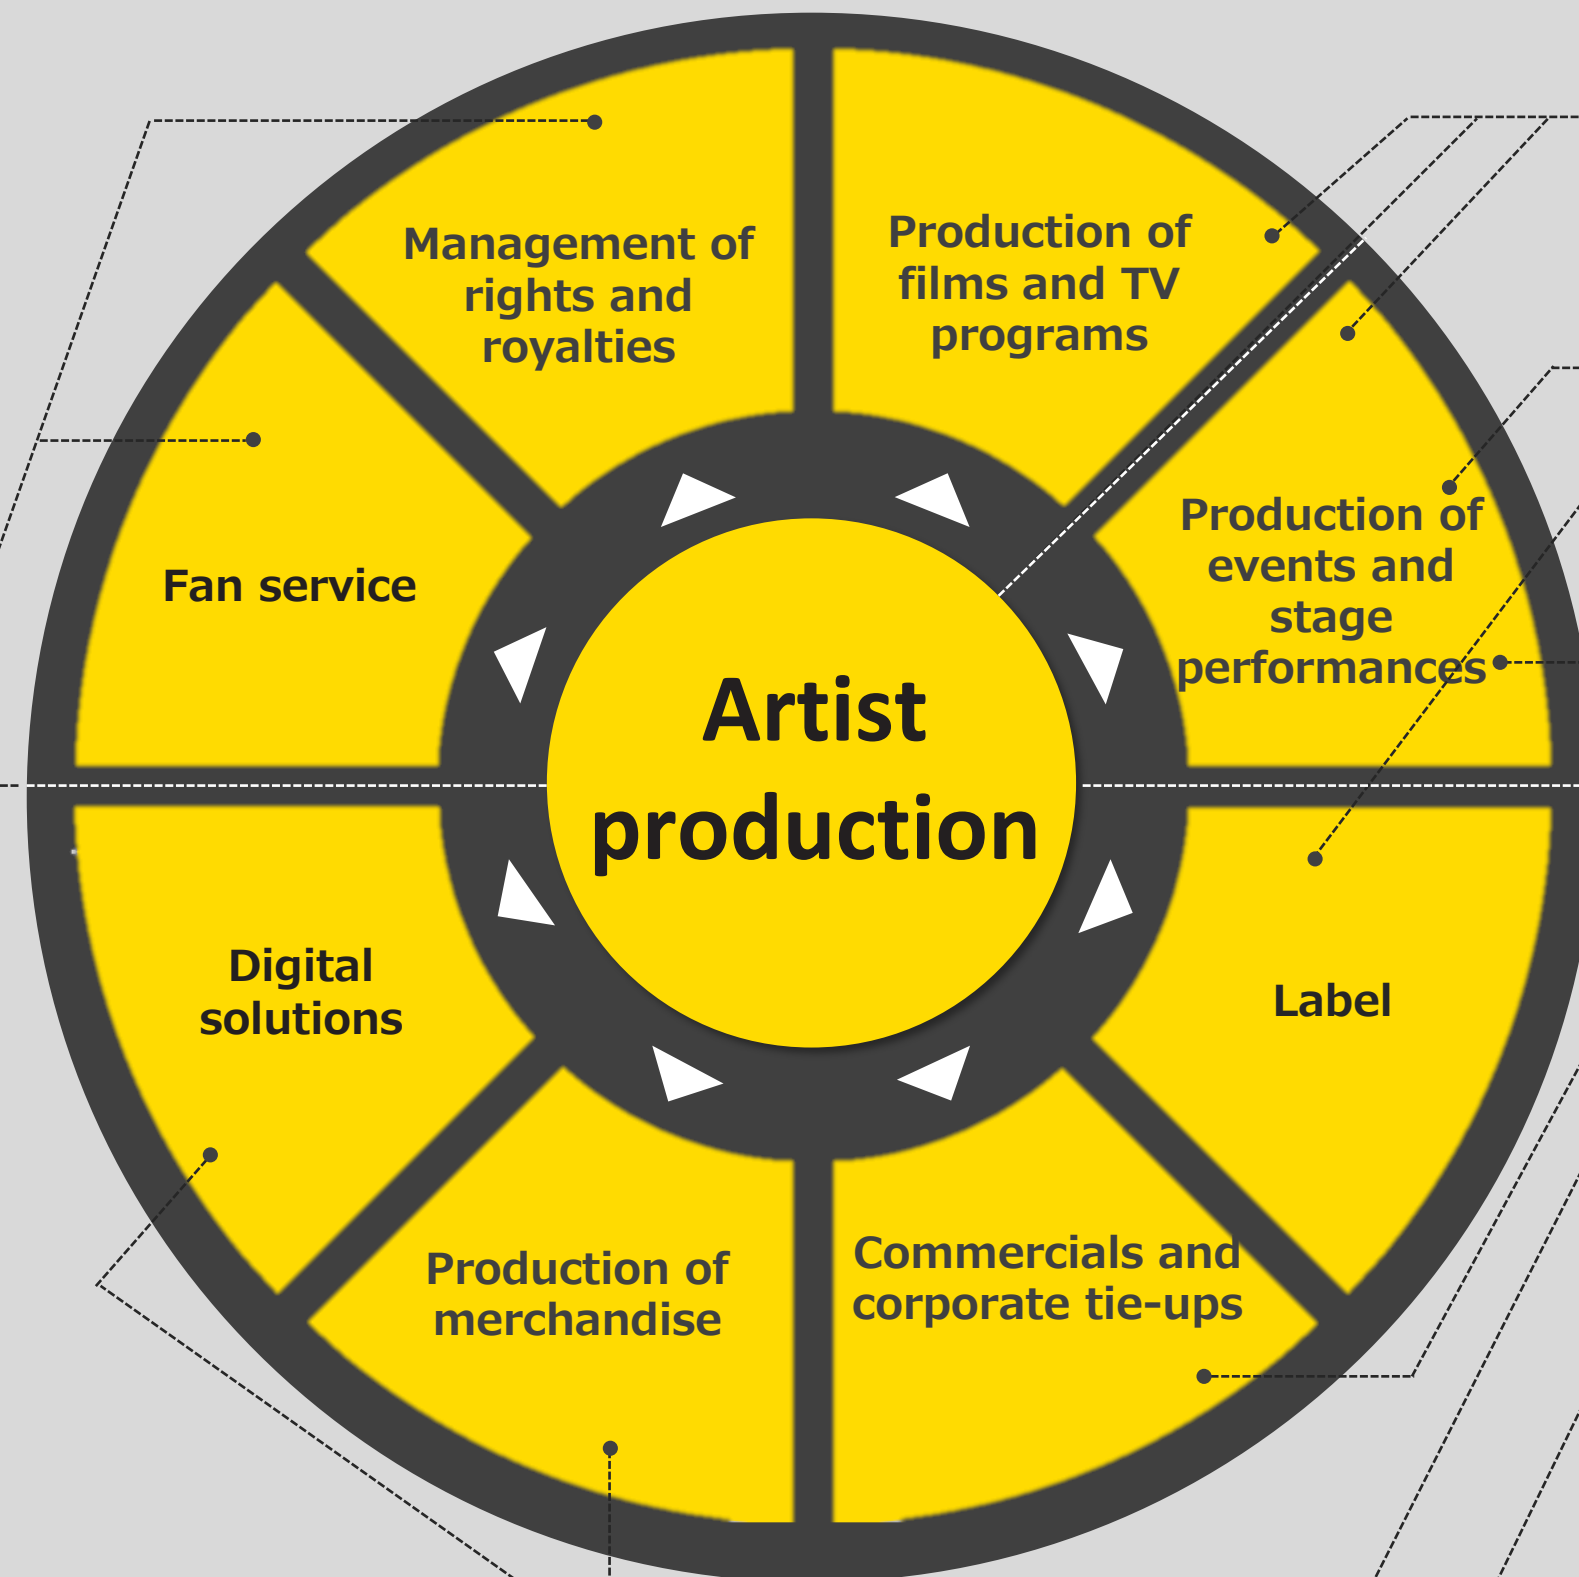 Management of
rights and
royalties
Production of
films and TV
programs
Fan service
Production of
events and
stage
performances
Artist
production
Digital
solutions
Label
Production of
merchandise
Commercials and
corporate tie-ups